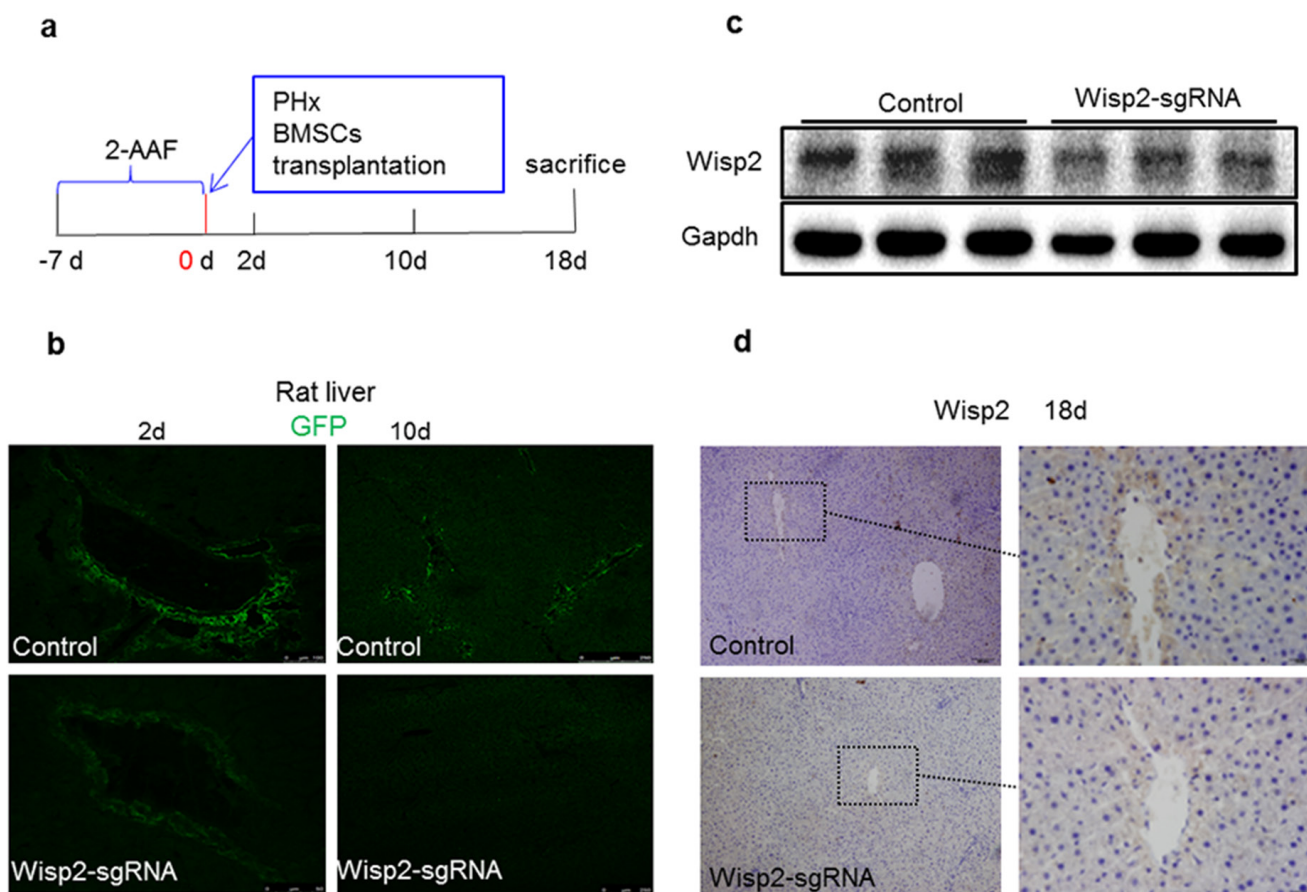 a
2-AAF
PHx
BMSCs
transplantation
sacrifice
-7 d
0 d
2d
10d
18d
b
Rat liver
GFP
2d
10d
Control
Control
Wisp2-sgRNA
Wisp2-sgRNA
c
Control
Wisp2-sgRNA
Wisp2
Gapdh
d
Wisp2 18d
Control
Wisp2-sgRNA